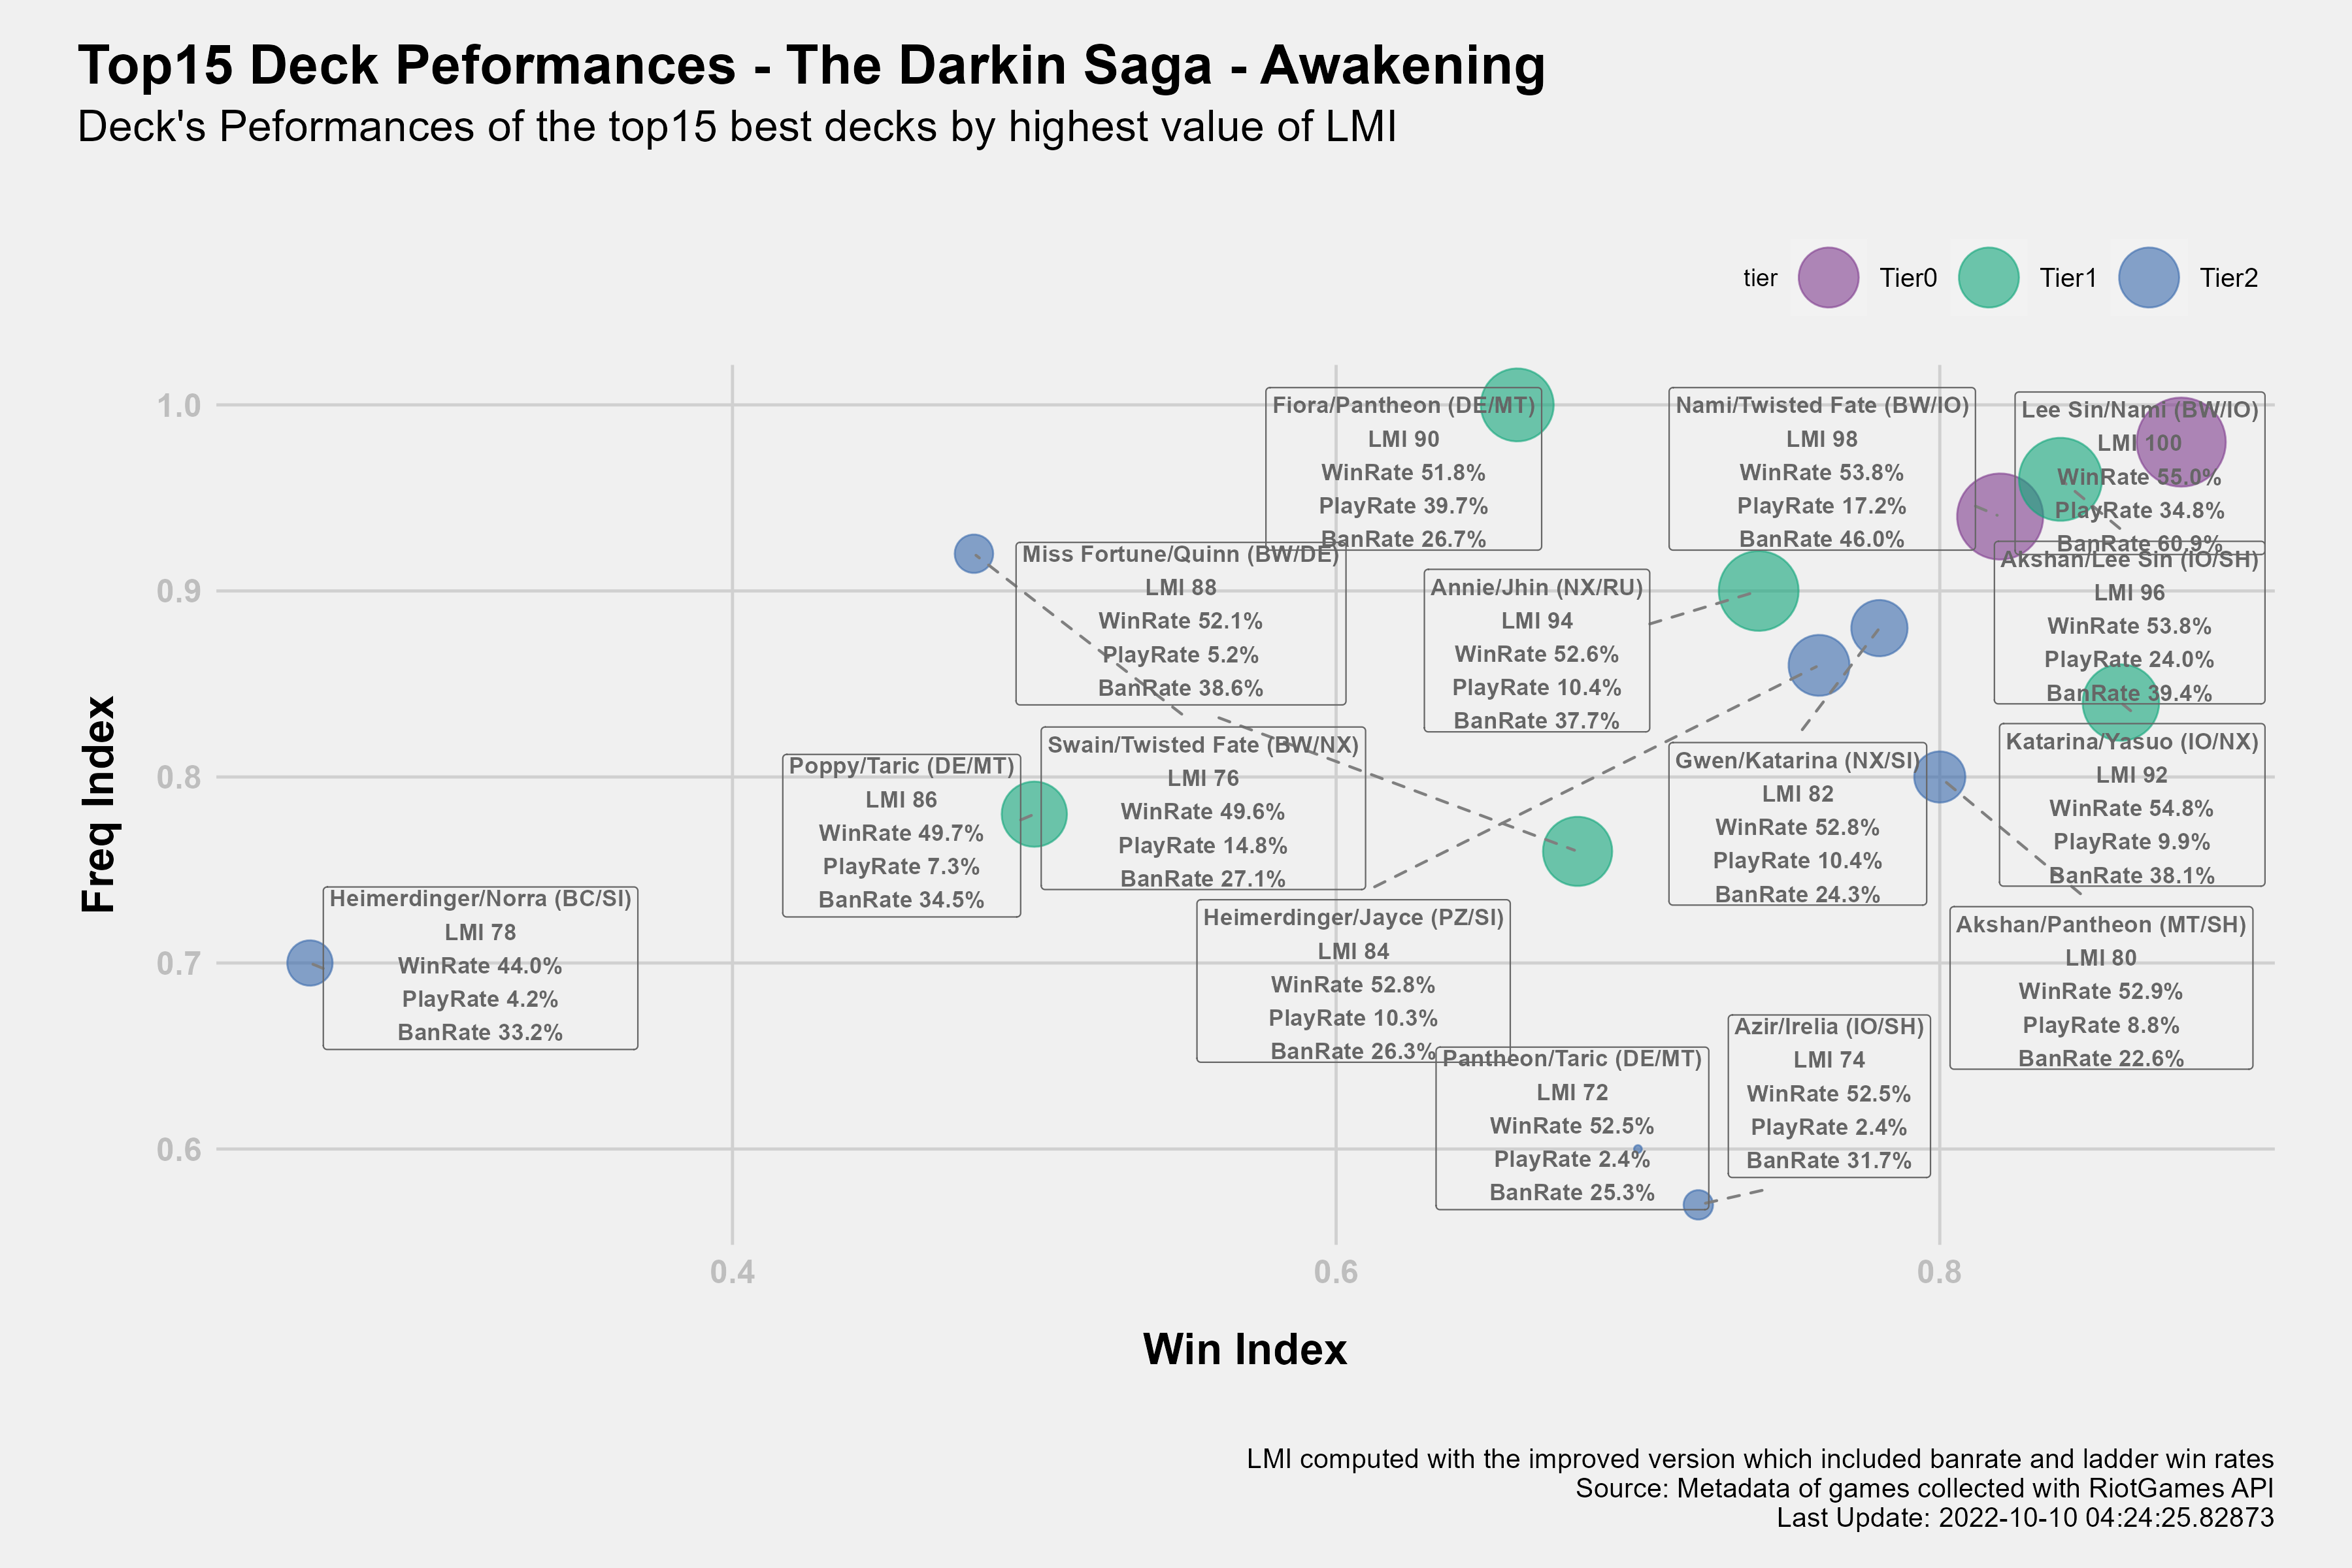 Top15 Deck Peformances - The Darkin Saga - Awakening
Deck's Peformances of the top15 best decks by highest value of LMI
tier
Tier0
Tier1
Tier2
Freq Index
1.0
0.9
0.8
0.7
0.6
Fiora/Pantheon (DE/MT)
LMI 90
WinRate 51.8%
PlayRate 39.7%
BanRate 26.7%
Nami/Twisted Fate (BW/IO)
LMI 98
WinRate 53.8%
PlayRate 17.2%
BanRate 46.0%
Lee Sin/Nami (BW/IO)
LMI 100
WinRate 55.0%
PlayRate 34.8%
BanRate 60.9%
Miss Fortune/Quinn (BW/DE)
LMI 88
WinRate 52.1%
PlayRate 5.2%
BanRate 38.6%
Annie/Jhin (NX/RU)
LMI 94
WinRate 52.6%
PlayRate 10.4%
BanRate 37.7%
Akshan/Lee Sin (IO/SH)
LMI 96
WinRate 53.8%
PlayRate 24.0%
BanRate 39.4%
Poppy/Taric (DE/MT)
LMI 86
WinRate 49.7%
PlayRate 7.3%
BanRate 34.5%
Swain/Twisted Fate (BW/NX)
LMI 76
WinRate 49.6%
PlayRate 14.8%
BanRate 27.1%
Gwen/Katarina (NX/SI)
LMI 82
WinRate 52.8%
PlayRate 10.4%
BanRate 24.3%
Katarina/Yasuo (IO/NX)
LMI 92
WinRate 54.8%
PlayRate 9.9%
BanRate 38.1%
Heimerdinger/Norra (BC/SI)
LMI 78
WinRate 44.0%
PlayRate 4.2%
BanRate 33.2%
Heimerdinger/Jayce (PZ/SI)
LMI 84
WinRate 52.8%
PlayRate 10.3%
BanRate 26.3%
Akshan/Pantheon (MT/SH)
LMI 80
WinRate 52.9%
PlayRate 8.8%
BanRate 22.6%
Pantheon/Taric (DE/MT)
LMI 72
WinRate 52.5%
PlayRate 2.4%
BanRate 25.3%
Azir/Irelia (IO/SH)
LMI 74
WinRate 52.5%
PlayRate 2.4%
BanRate 31.7%
0.4
0.6
0.8
Win Index
LMI computed with the improved version which included banrate and ladder win rates
Source: Metadata of games collected with RiotGames API
Last Update: 2022-10-10 04:24:25.82873